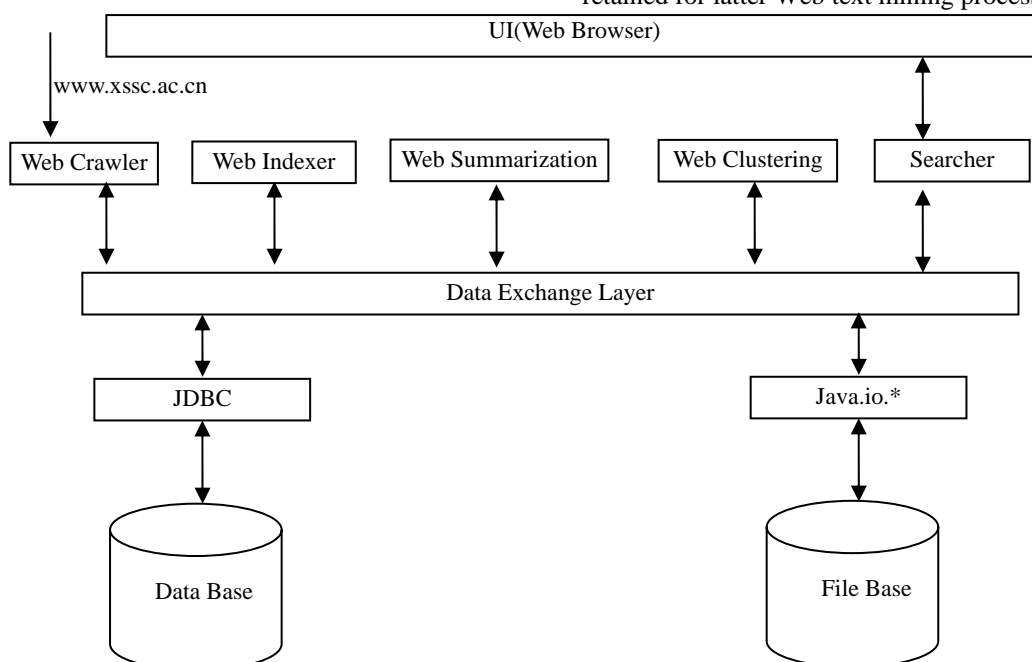 retained for latter Web text mining process
UI(Web Browser)
www.xssc.ac.cn
Web Crawler
Web Indexer
Web Summarization
Web Clustering
Searcher
Data Exchange Layer
JDBC
Java.io.*
Data Base
File Base